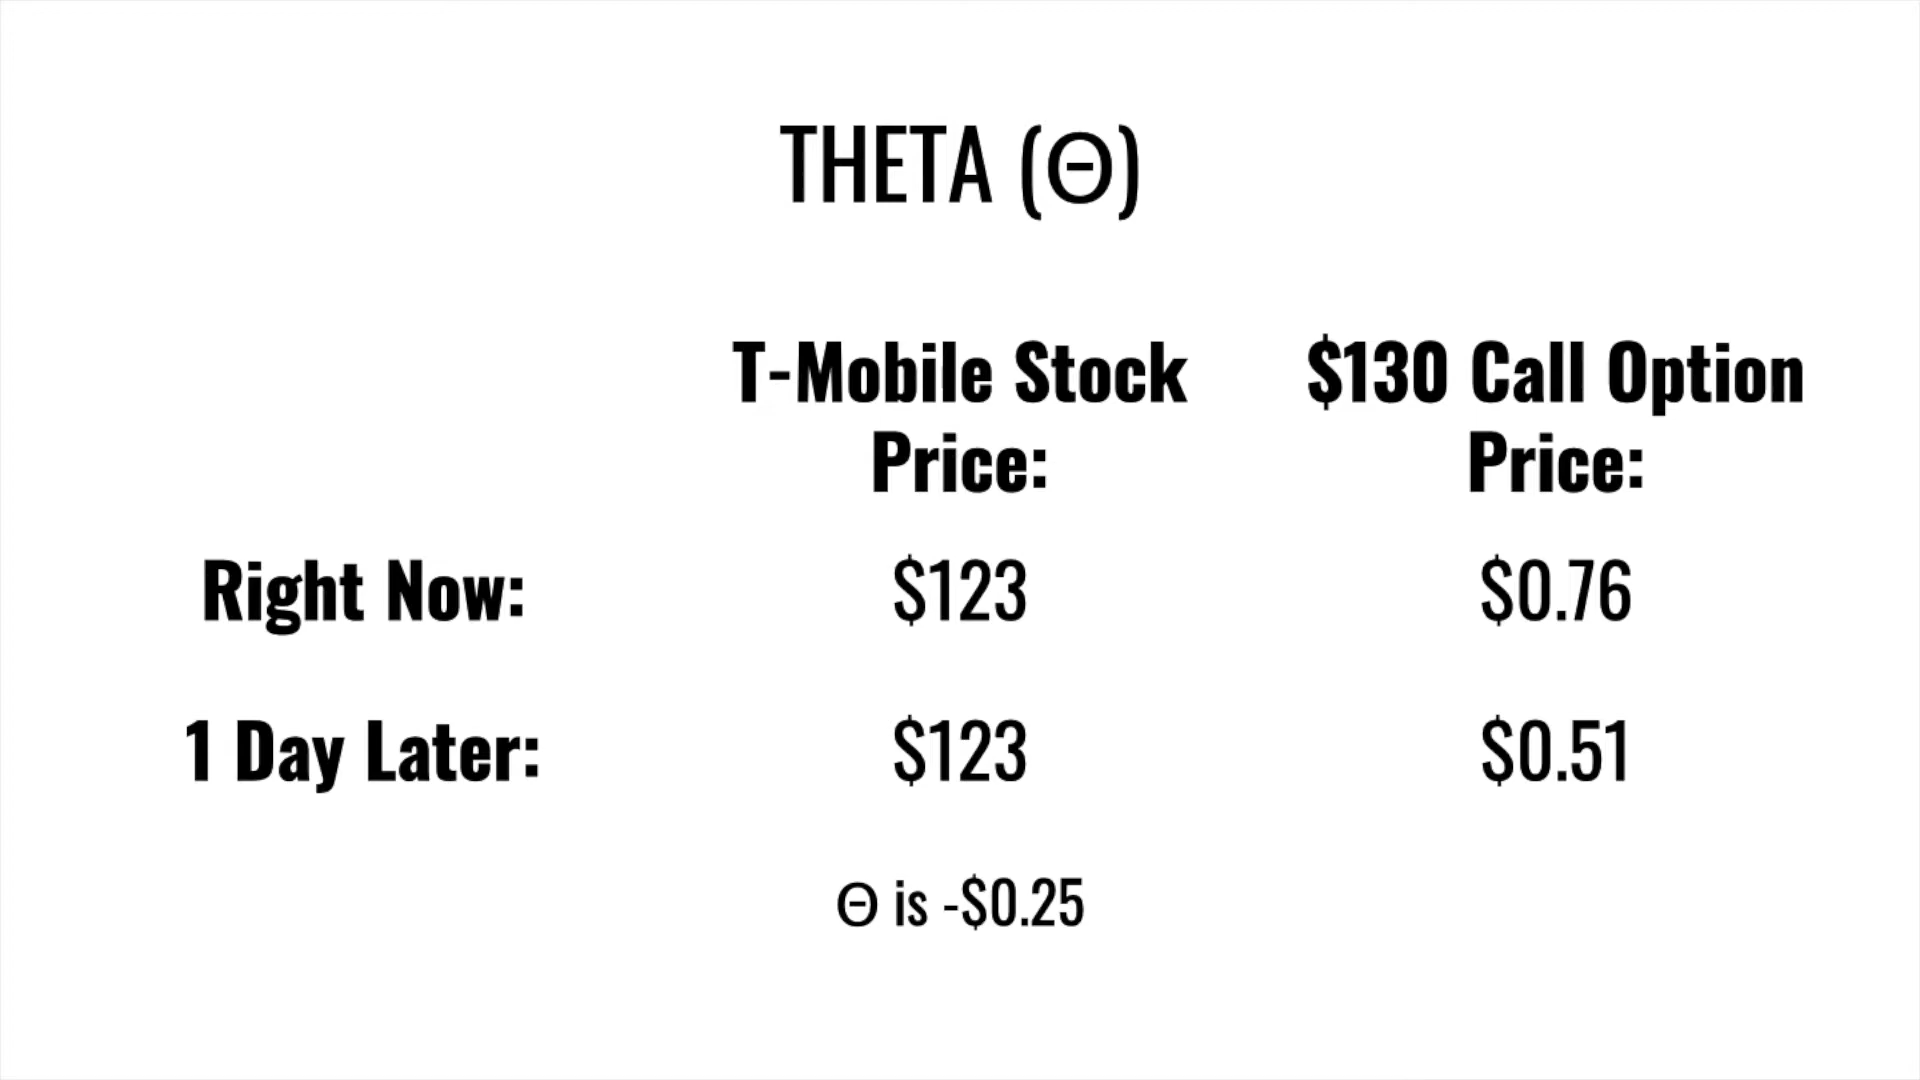 THETA (Θ)
T-Mobile Stock
Price:
$130 Call Option
Price:
Right Now:
$123
$0.76
1 Day Later:
$123
$0.51
Θ is -$0.25